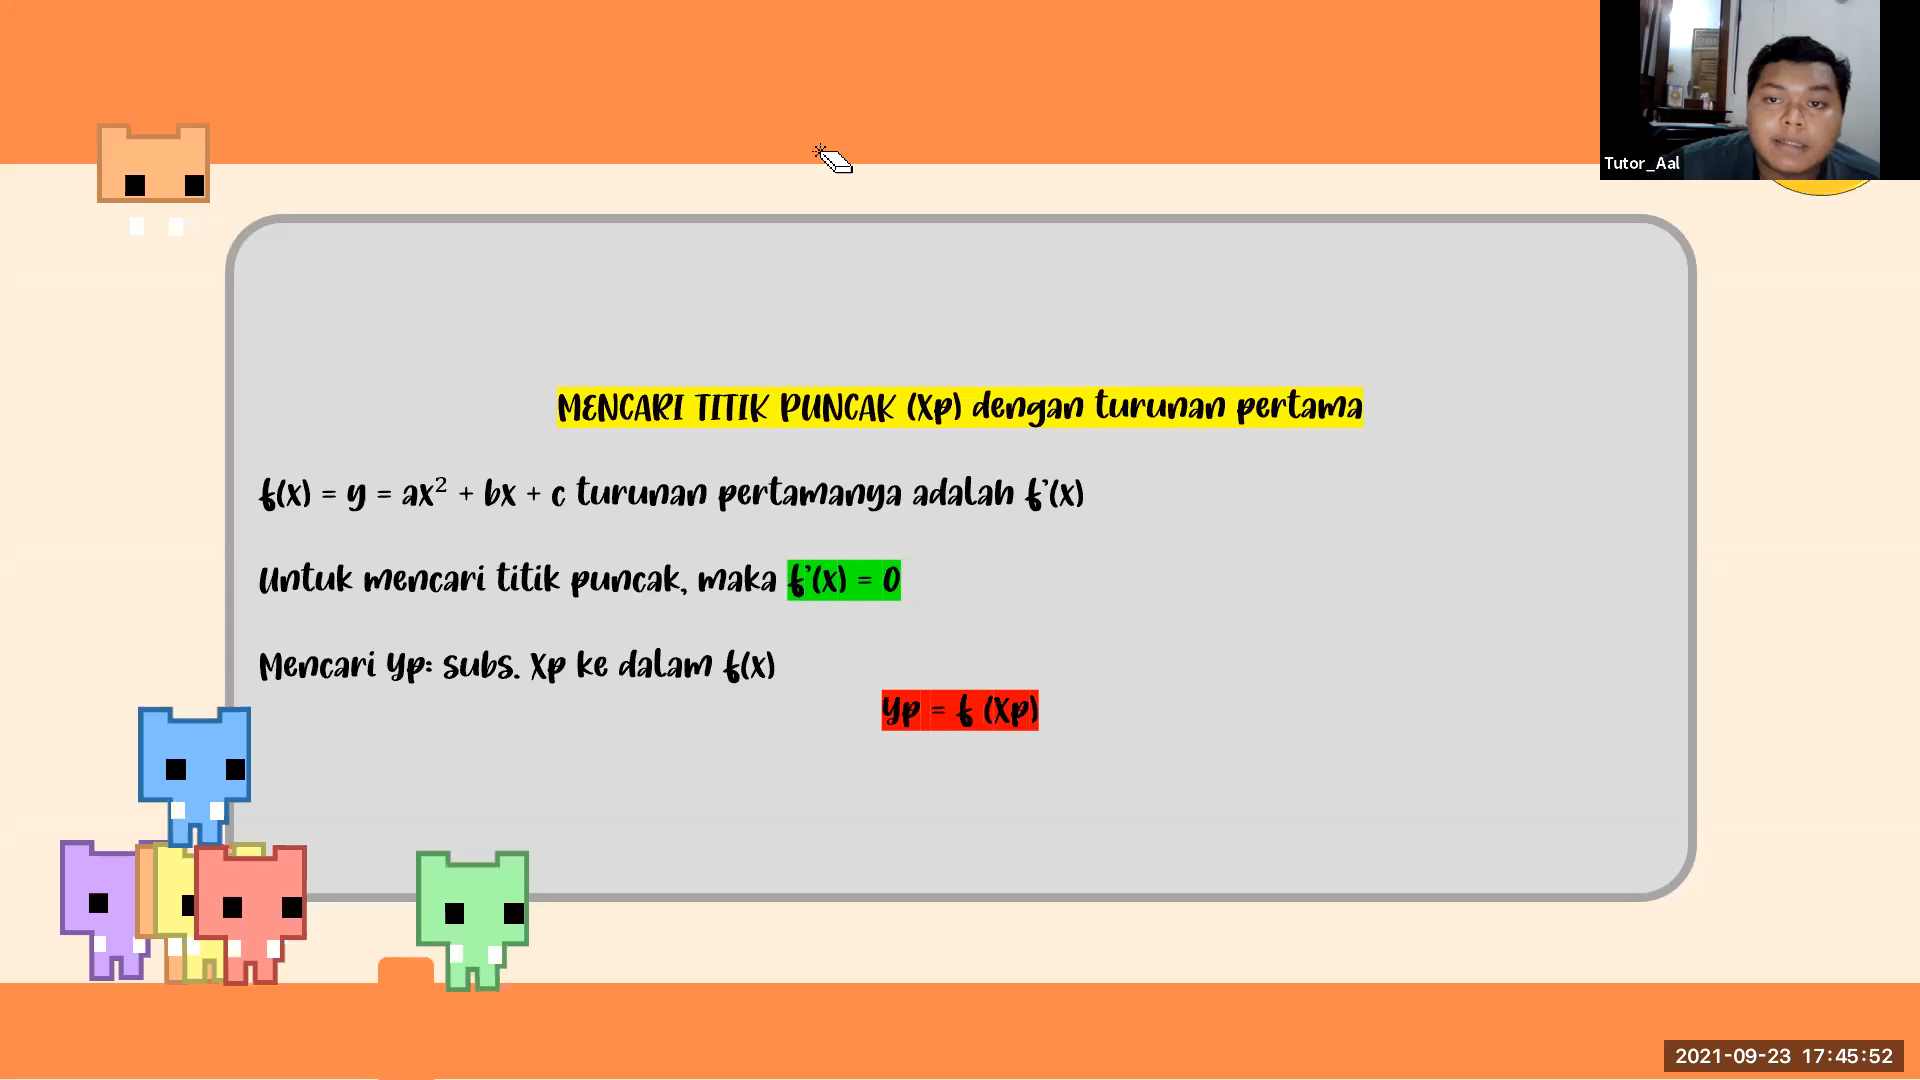 Tutor_Aal
MENCARI TITIK PUNCAK (Xp) dengan turunan pertama
f(x) = y = ax² + bx + c turunan pertamanya adalah f'(x)
Untuk mencari titik puncak, maka f'(x) = 0
Mencari Yp: subs. Xp ke dalam f(x)
Yp = f (Xp)
2021-09-23 17:45:52